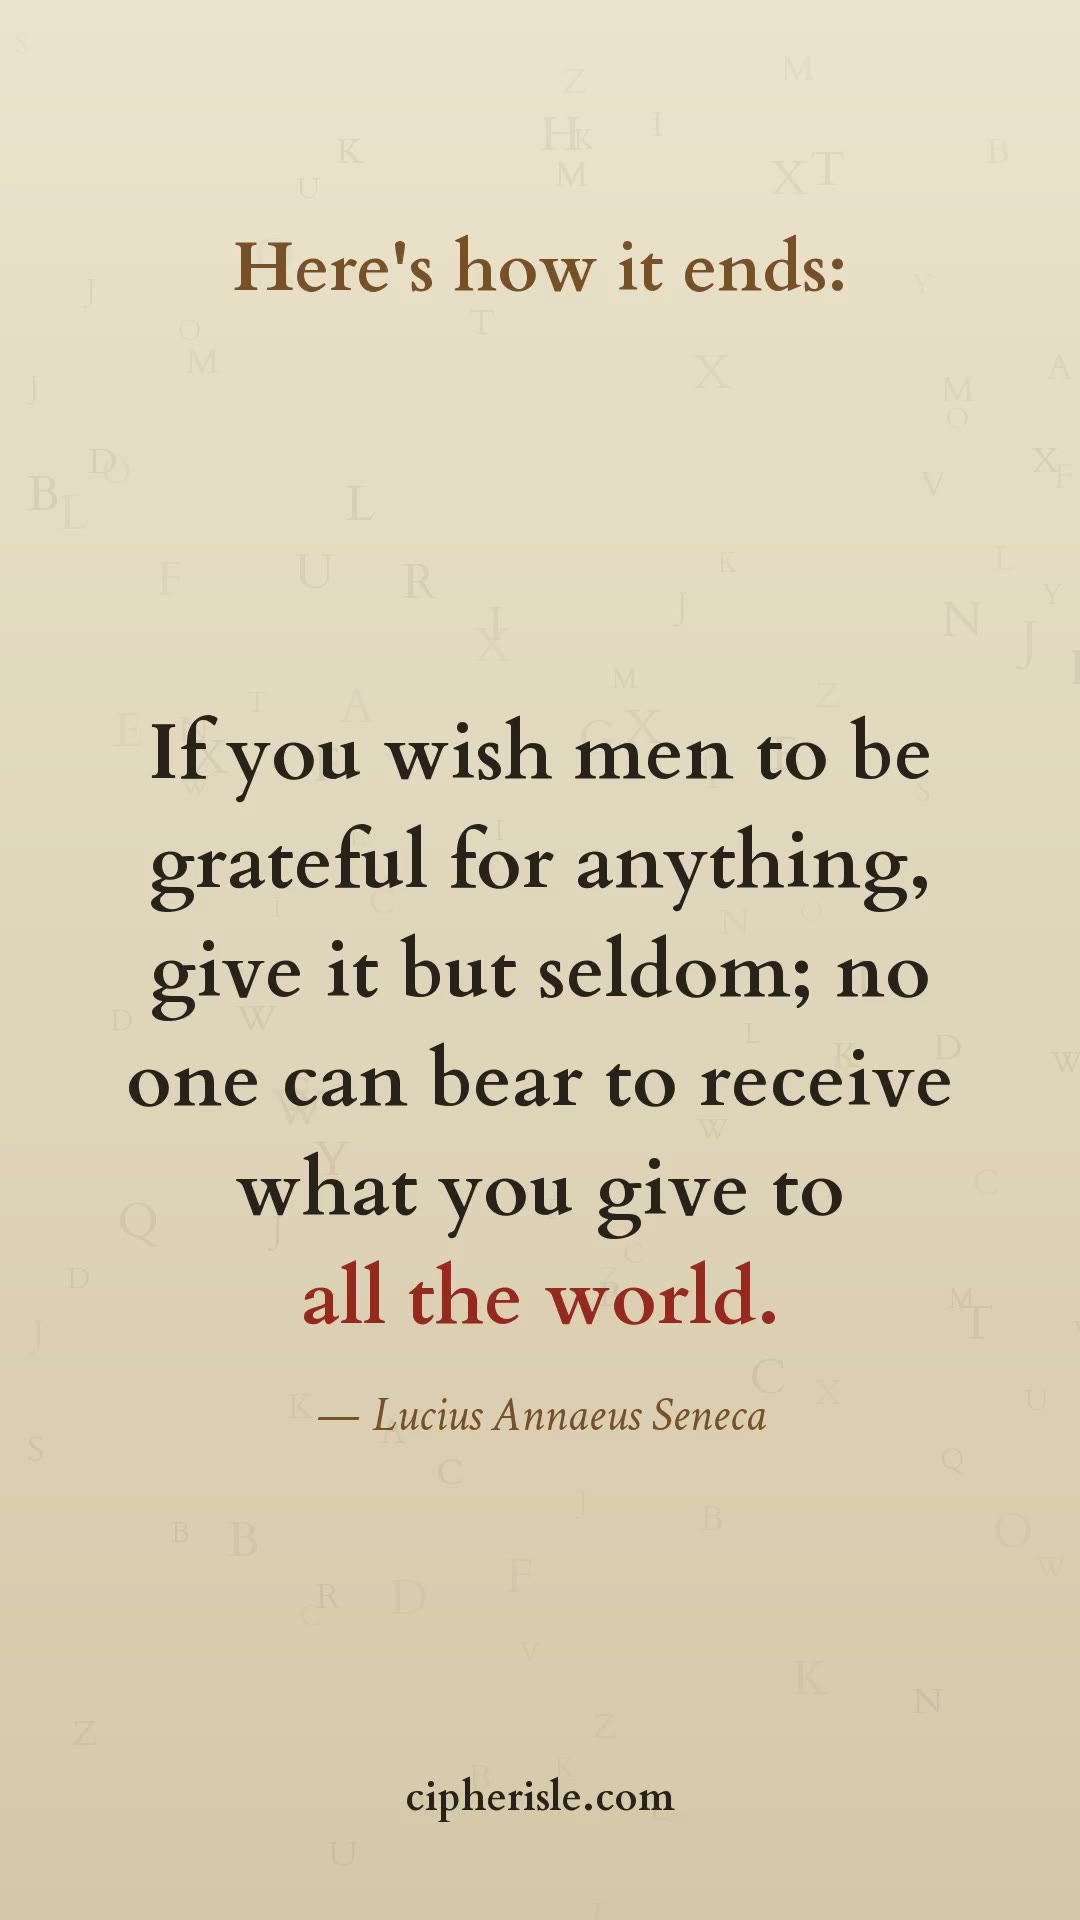 Here's how it ends:
If you wish men to be
grateful for anything,
give it but seldom; no
one can bear to receive
what you give to
all the world.
— Lucius Annaeus Seneca
cipherisle.com